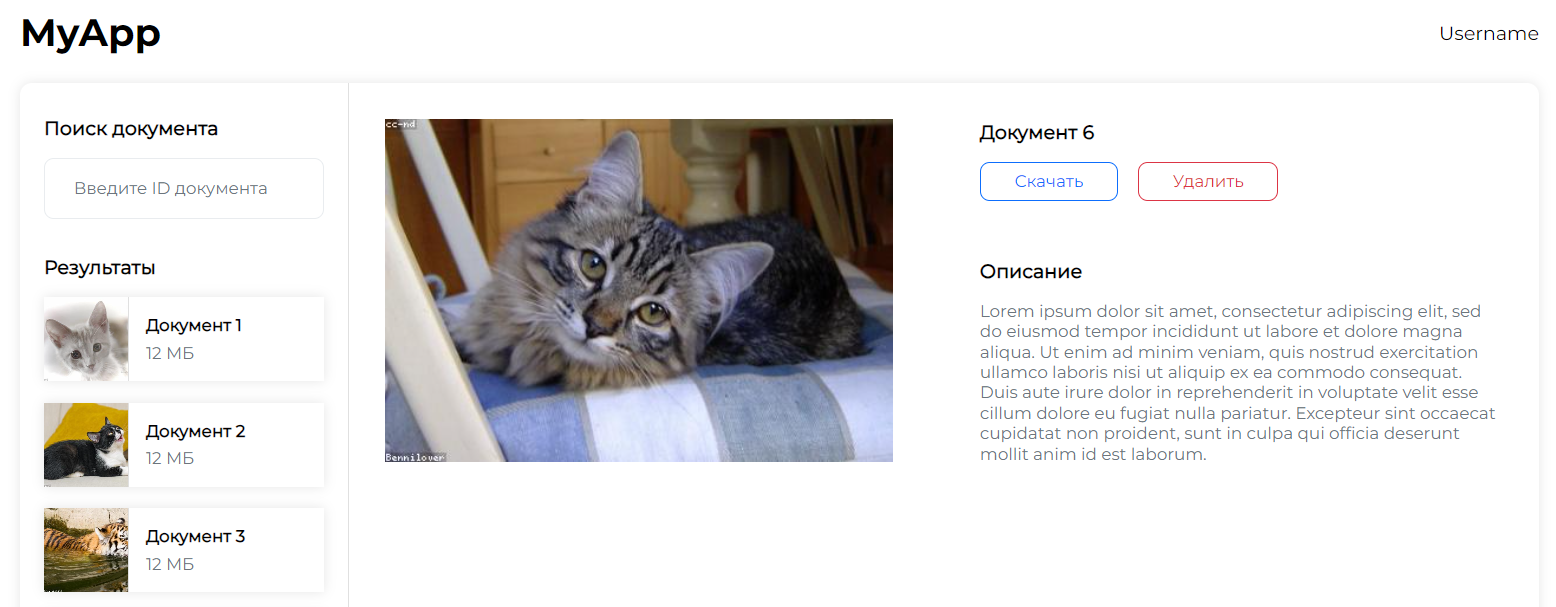 MyApp
Username
Поиск документа
Введите ID документа
Результаты
Документ 1
12 МБ
Документ 2
12 МБ
Документ 3
12 МБ
cc-nd
Bennilover
Документ 6
Скачать
Удалить
Описание
Lorem ipsum dolor sit amet, consectetur adipiscing elit, sed
do eiusmod tempor incididunt ut labore et dolore magna
aliqua. Ut enim ad minim veniam, quis nostrud exercitation
ullamco laboris nisi ut aliquip ex ea commodo consequat.
Duis aute irure dolor in reprehenderit in voluptate velit esse
cillum dolore eu fugiat nulla pariatur. Excepteur sint occaecat
cupidatat non proident, sunt in culpa qui officia deserunt
mollit anim id est laborum.